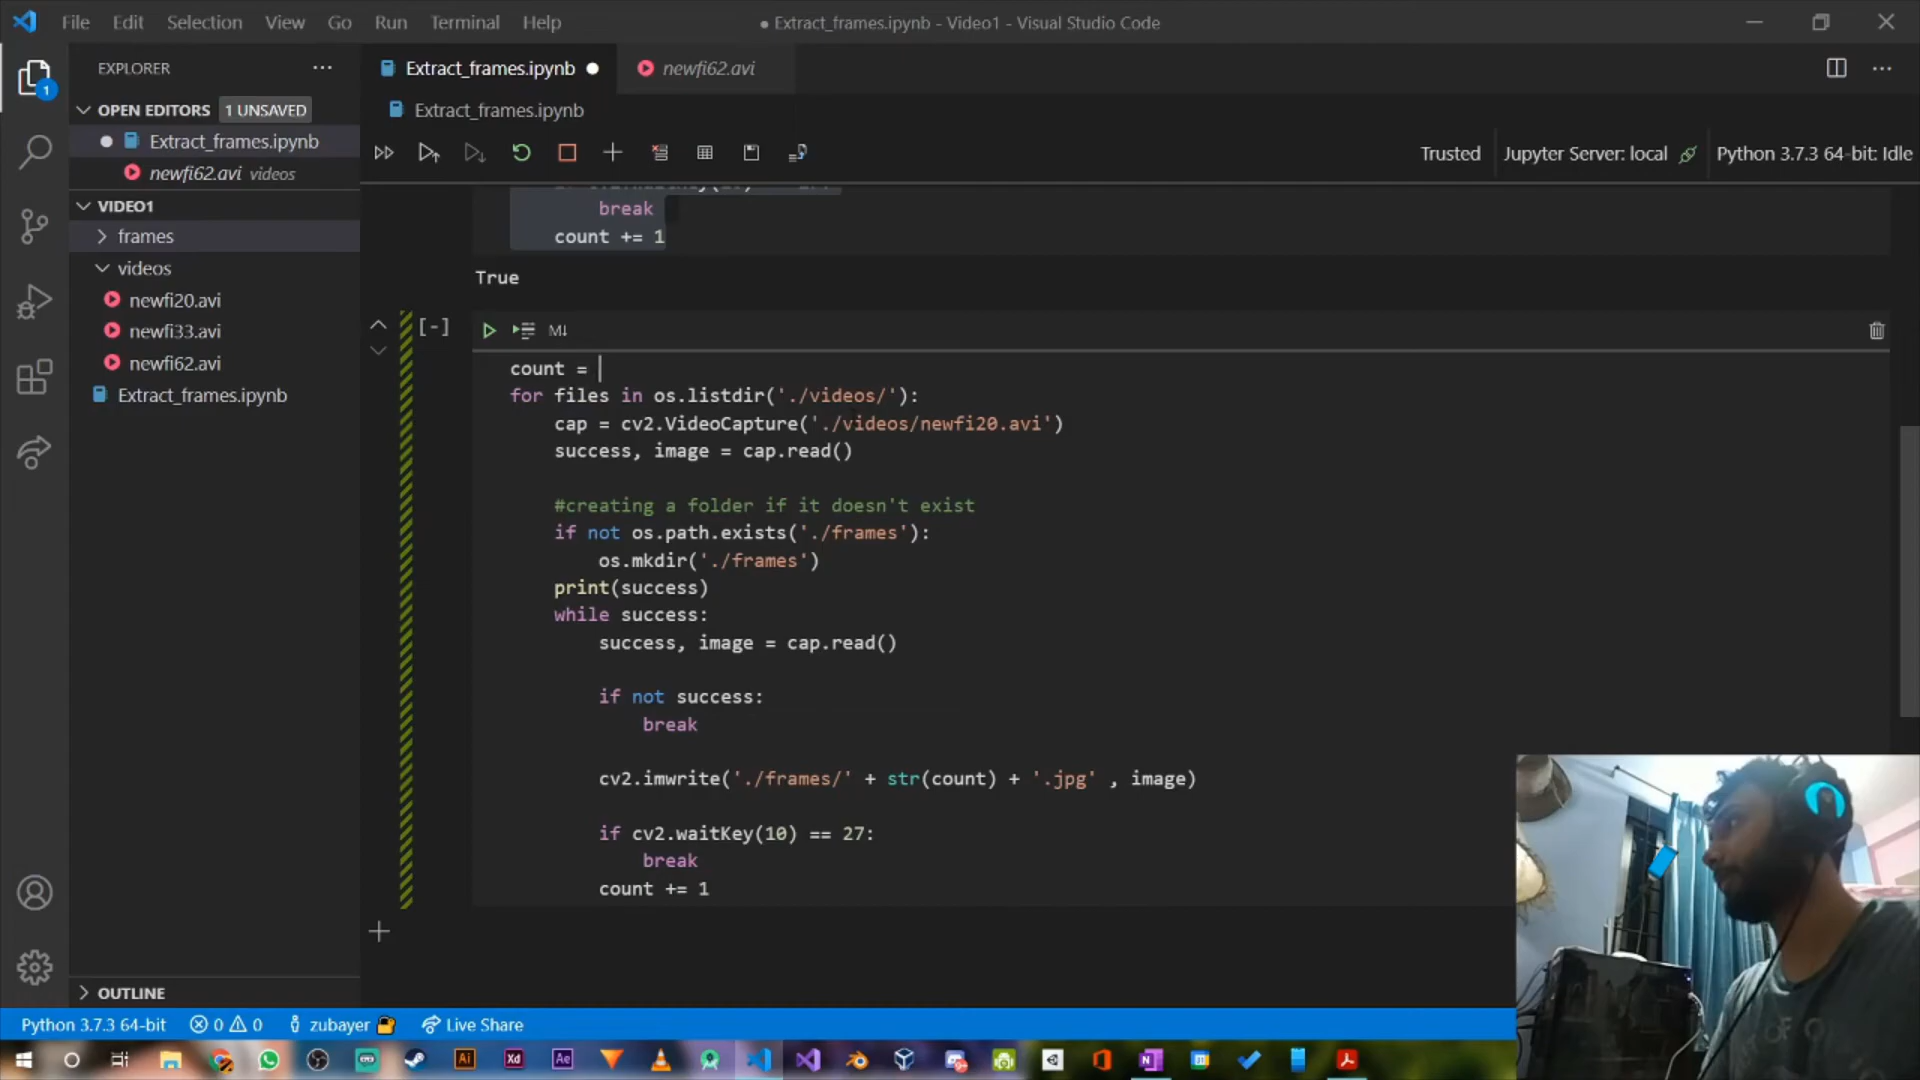 File Edit Selection View Go Run Terminal Help
● Extract_frames.ipynb - Video1 - Visual Studio Code
EXPLORER
OPEN EDITORS 1 UNSAVED
Extract_frames.ipynb
newfi62.avi videos
VIDEO1
frames
videos
newfi20.avi
newfi33.avi
newfi62.avi
Extract_frames.ipynb
OUTLINE
1
Extract_frames.ipynb
newfi62.avi
Extract_frames.ipynb
Trusted
Jupyter Server: local
Python 3.7.3 64-bit: Idle
break
count += 1
True
[-]
M↓
count =
for files in os.listdir('./videos/'):
cap = cv2.VideoCapture('./videos/newfi20.avi')
success, image = cap.read()
#creating a folder if it doesn't exist
if not os.path.exists('./frames'):
os.mkdir('./frames')
print(success)
while success:
success, image = cap.read()
if not success:
break
cv2.imwrite('./frames/' + str(count) + '.jpg' , image)
if cv2.waitKey(10) == 27:
break
count += 1
Python 3.7.3 64-bit 0 0 zubayer Live Share
Ai Xd Ae